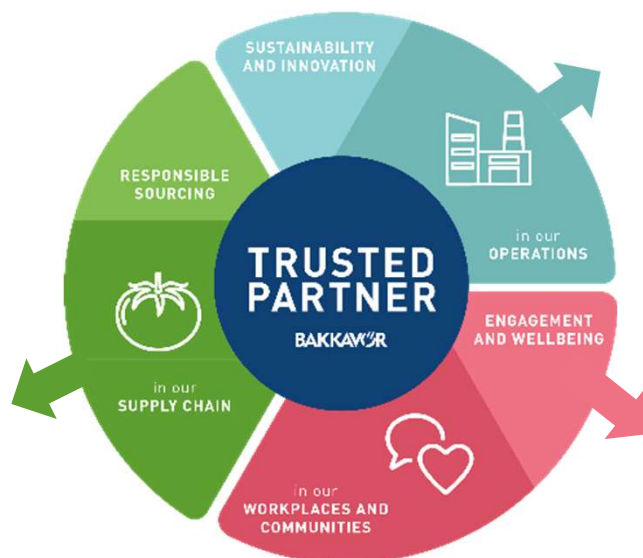 SUSTAINABILITY
AND INNOVATION
in our
OPERATIONS
RESPONSIBLE
SOURCING
in our
SUPPLY CHAIN
TRUSTED
PARTNER
BAKKAVOR
ENGAGEMENT
AND WELLBEING
in our
WORKPLACES AND
COMMUNITIES